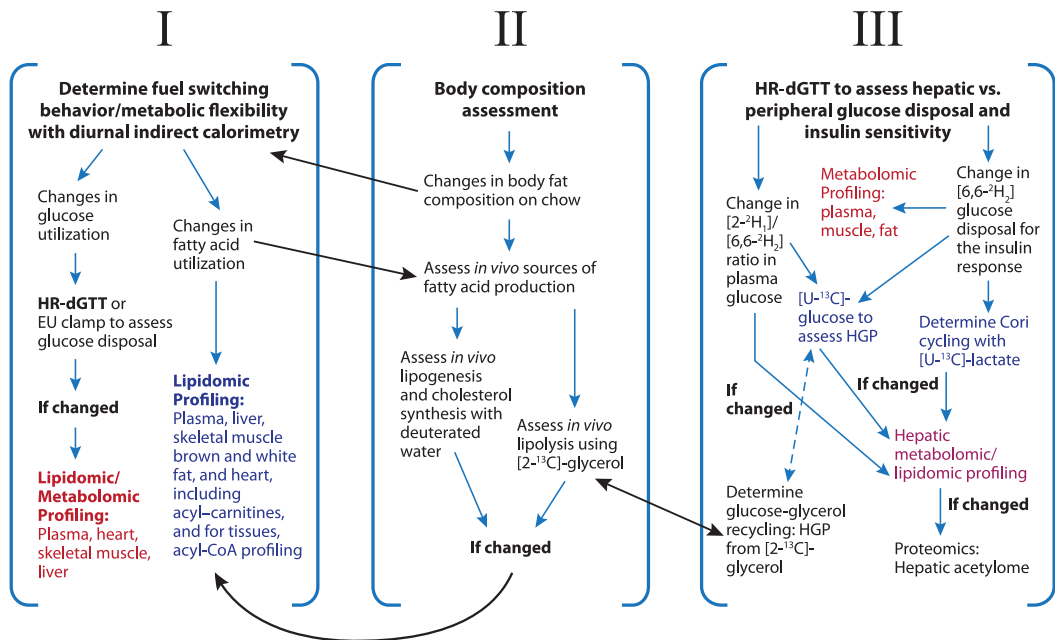 I
Determine fuel switching
behavior/metabolic flexibility
with diurnal indirect calorimetry
Changes in
glucose
utilization
Changes in
fatty acid
utilization
HR-dGTT or
EU clamp to assess
glucose disposal
If changed
Lipidomic/
Metabolomic
Profiling:
Plasma, heart,
skeletal muscle,
liver
Lipidomic
Profiling:
Plasma, liver,
skeletal muscle
brown and white
fat, and heart,
including
acyl–carnitines,
and for tissues,
acyl-CoA profiling
II
Body composition
assessment
Changes in body fat
composition on chow
Assess in vivo sources of
fatty acid production
Assess in vivo
lipogenesis
and cholesterol
synthesis with
deuterated
water
Assess in vivo
lipolysis using
[2-¹³C]-glycerol
If changed
III
HR-dGTT to assess hepatic vs.
peripheral glucose disposal and
insulin sensitivity
Change in
[2-²H₁]/
[6,6-²H₂]
ratio in
plasma
glucose
Metabolomic
Profiling:
plasma,
muscle, fat
Change in
[6,6-²H₂]
glucose
disposal for
the insulin
response
[U-¹³C]-
glucose to
assess HGP
Determine Cori
cycling with
[U-¹³C]-lactate
If
changed
If changed
Hepatic
metabolomic/
lipidomic profiling
If changed
Determine
glucose-glycerol
recycling: HGP
from [2-¹³C]-
glycerol
Proteomics:
Hepatic acetylome